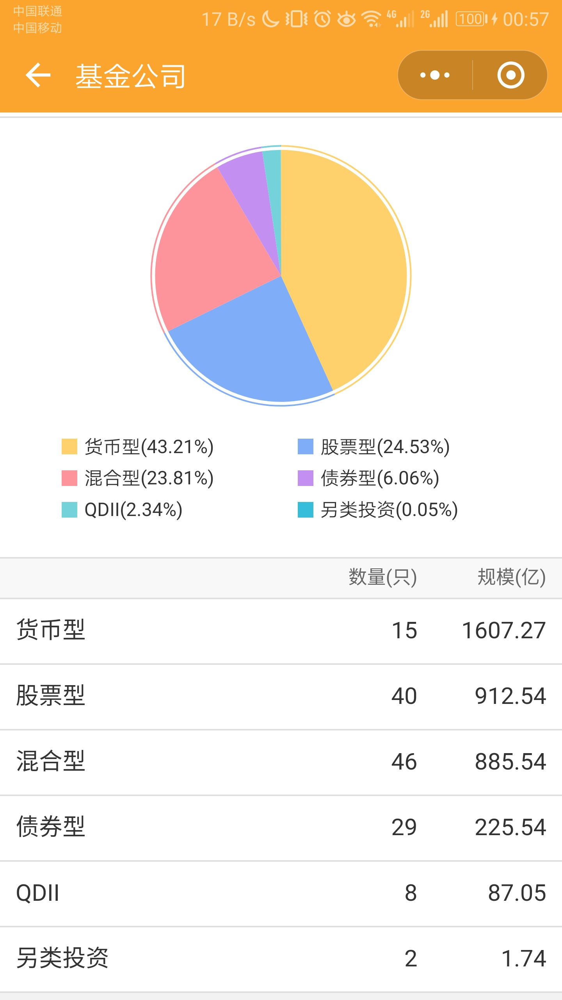 中国联通
中国移动
17 B/s 4G 2G 100 00:57
基金公司
货币型(43.21%) 股票型(24.53%)
混合型(23.81%) 债券型(6.06%)
QDII(2.34%) 另类投资(0.05%)
数量(只) 规模(亿)
货币型 15 1607.27
股票型 40 912.54
混合型 46 885.54
债券型 29 225.54
QDII 8 87.05
另类投资 2 1.74